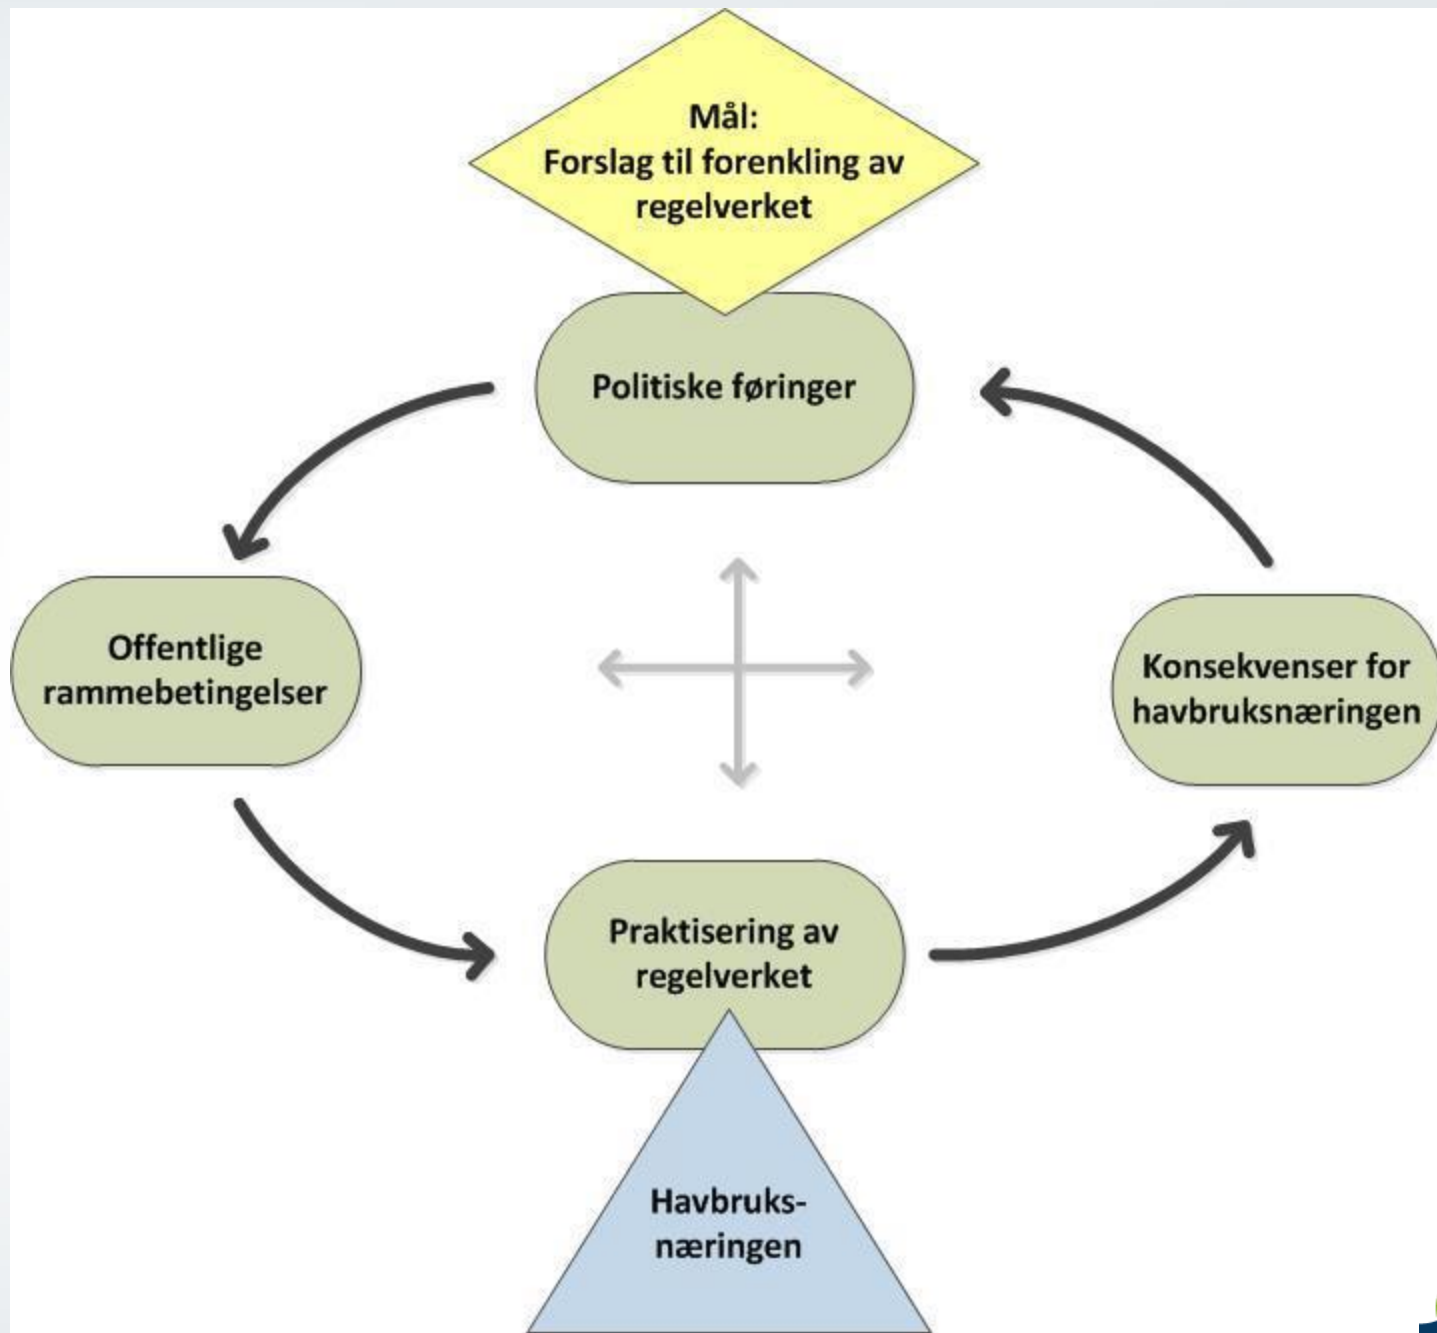 Mål:
Forslag til forenkling av
regelverket
Politiske føringer
Offentlige
rammebetingelser
Konsekvenser for
havbruksnæringen
Praktisering av
regelverket
Havbruks-
næringen